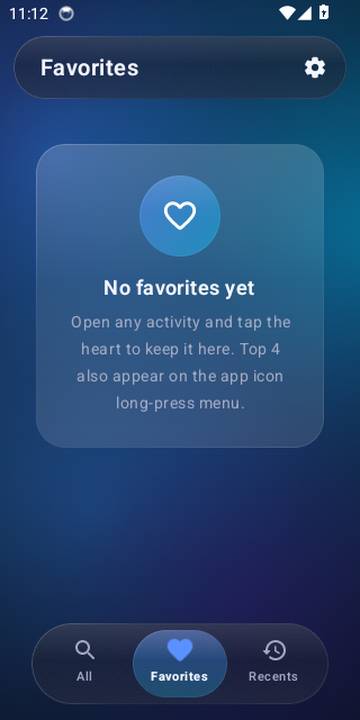 11:12
Favorites
No favorites yet
Open any activity and tap the
heart to keep it here. Top 4
also appear on the app icon
long-press menu.
All
Favorites
Recents